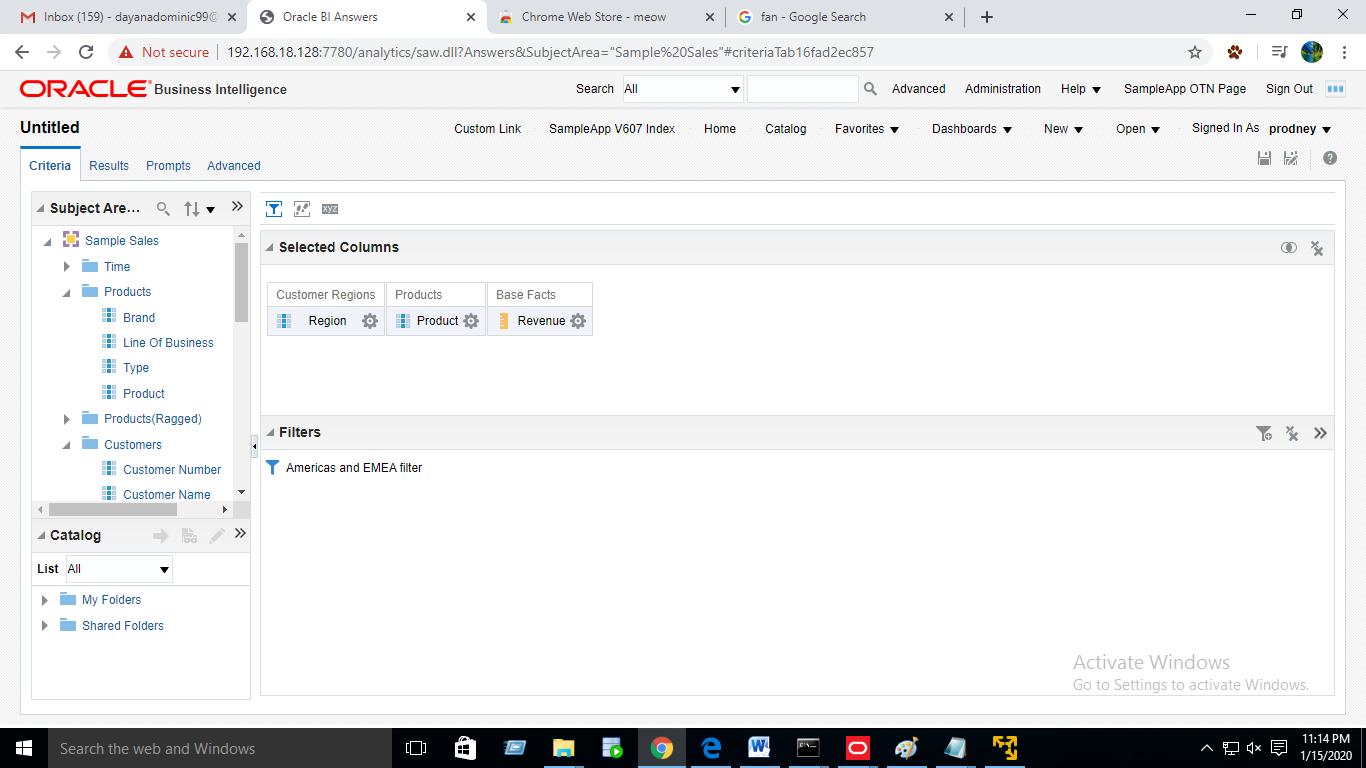 Inbox (159) - dayanadominic99@
Oracle BI Answers
Chrome Web Store - meow
fan - Google Search
Not secure
192.168.18.128:7780/analytics/saw.dll?Answers&SubjectArea="Sample%20Sales"#criteriaTab16fad2ec857
ORACLE Business Intelligence
Search All Advanced Administration Help SampleApp OTN Page Sign Out
Untitled
Custom Link SampleApp V607 Index Home Catalog Favorites Dashboards New Open Signed In As prodney
Criteria Results Prompts Advanced
Subject Are...
xyz
Sample Sales
Time
Products
Brand
Line Of Business
Type
Product
Products(Ragged)
Customers
Customer Number
Customer Name
Selected Columns
Customer Regions Products Base Facts
Region Product Revenue
Filters
Americas and EMEA filter
Catalog
List All
My Folders
Shared Folders
Activate Windows
Go to Settings to activate Windows.
Search the web and Windows
11:14 PM
1/15/2020